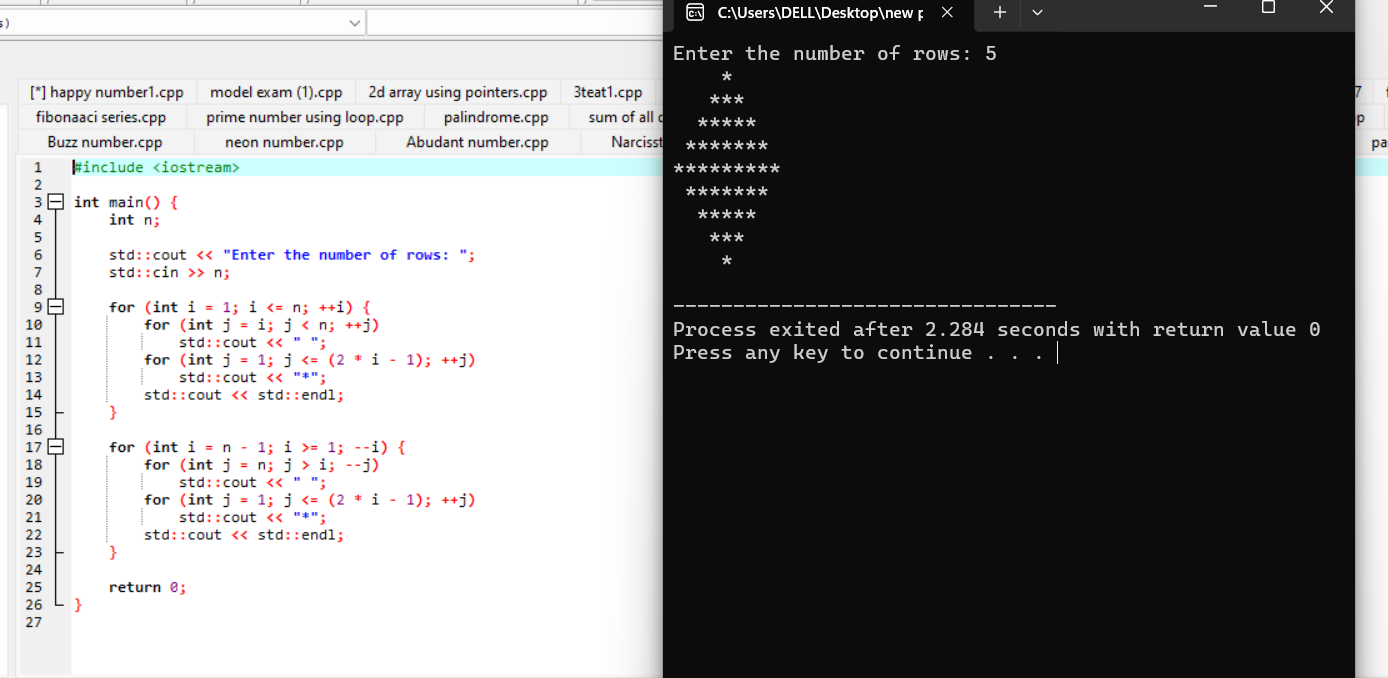 s)
[*] happy number1.cpp model exam (1).cpp 2d array using pointers.cpp 3teat1.cpp
fibonaaci series.cpp prime number using loop.cpp palindrome.cpp sum of all
Buzz number.cpp neon number.cpp Abudant number.cpp Narcisst
1 #include <iostream>
2
3 int main() {
4     int n;
5
6     std::cout << "Enter the number of rows: ";
7     std::cin >> n;
8
9     for (int i = 1; i <= n; ++i) {
10         for (int j = i; j < n; ++j)
11             std::cout << " ";
12         for (int j = 1; j <= (2 * i - 1); ++j)
13             std::cout << "*";
14         std::cout << std::endl;
15     }
16
17     for (int i = n - 1; i >= 1; --i) {
18         for (int j = n; j > i; --j)
19             std::cout << " ";
20         for (int j = 1; j <= (2 * i - 1); ++j)
21             std::cout << "*";
22         std::cout << std::endl;
23     }
24
25     return 0;
26 }
27
C:\Users\DELL\Desktop\new p
Enter the number of rows: 5
    *
   ***
  *****
 *******
*********
 *******
  *****
   ***
    *
--------------------------------
Process exited after 2.284 seconds with return value 0
Press any key to continue . . .
7
p
pa